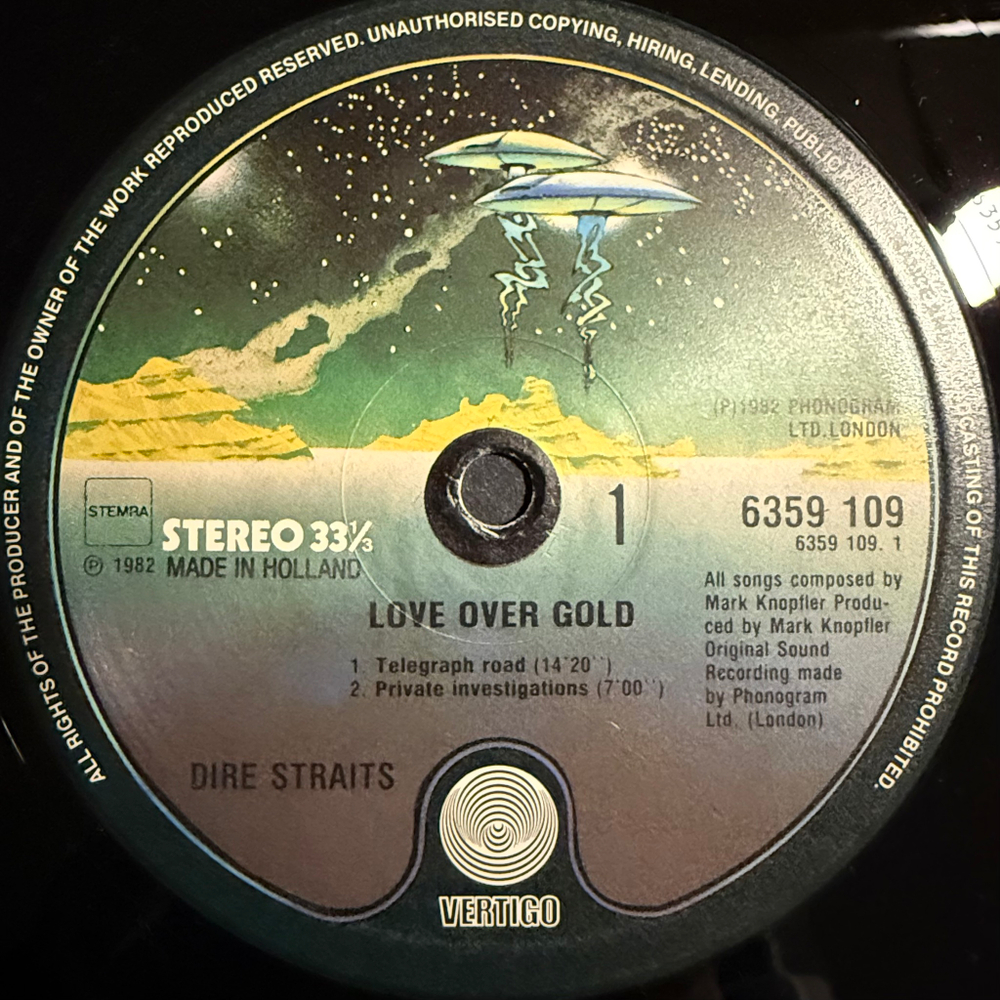 ALL RIGHTS OF THE PRODUCER AND OF THE OWNER OF THE WORK REPRODUCED RESERVED. UNAUTHORISED COPYING, HIRING, LENDING, PUBLIC CASTING OF THIS RECORD PROHIBITED.
(P)1982 PHONOGRAM
LTD.LONDON
STEMRA
STEREO 33⅓
℗ 1982 MADE IN HOLLAND
1
6359 109
6359 109. 1
All songs composed by
Mark Knopfler Produ-
ced by Mark Knopfler
Original Sound
Recording made
by Phonogram
Ltd. (London)
LOVE OVER GOLD
1. Telegraph road (14'20'')
2. Private investigations (7'00'')
DIRE STRAITS
VERTIGO